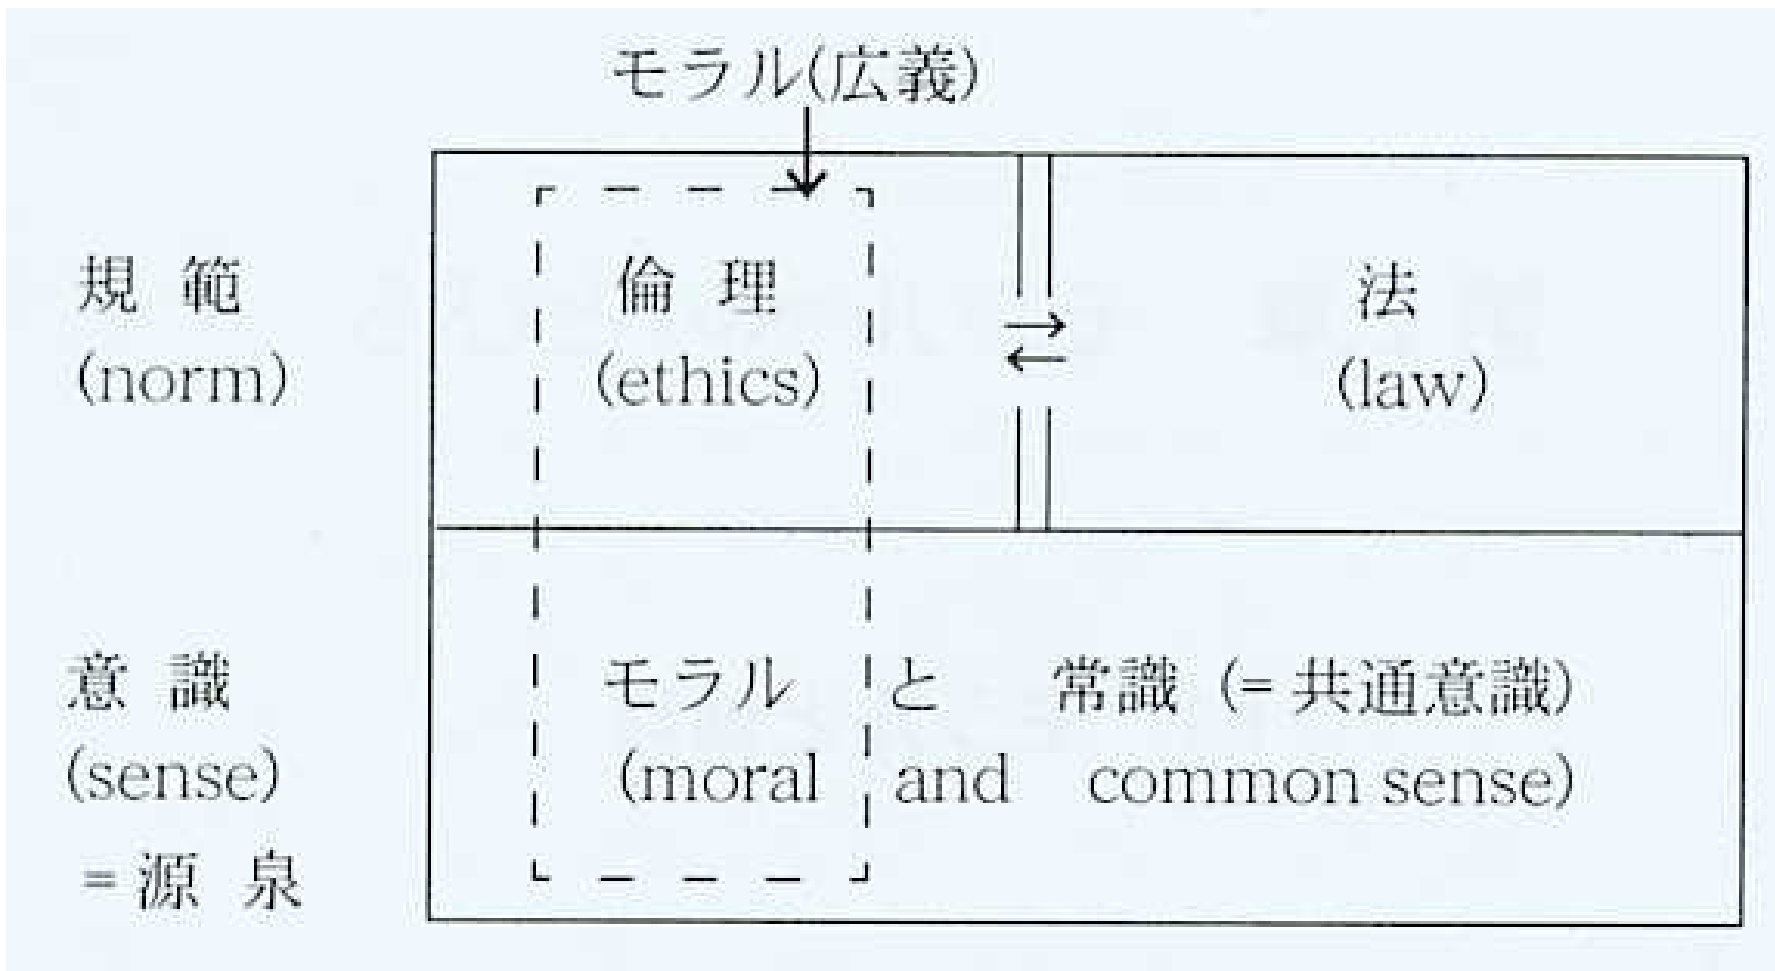 モラル(広義)
規 範
(norm)
倫 理
(ethics)
法
(law)
意 識
(sense)
= 源 泉
モラル と 常識 (= 共通意識)
(moral and common sense)